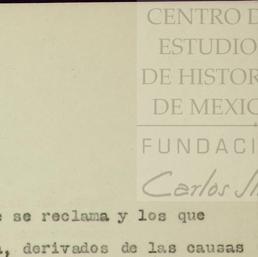 CENTRO D
ESTUDIO
DE HISTOR
DE MEXIC
FUNDACI
Carlos Sl
se reclama y los que
, derivados de las causas